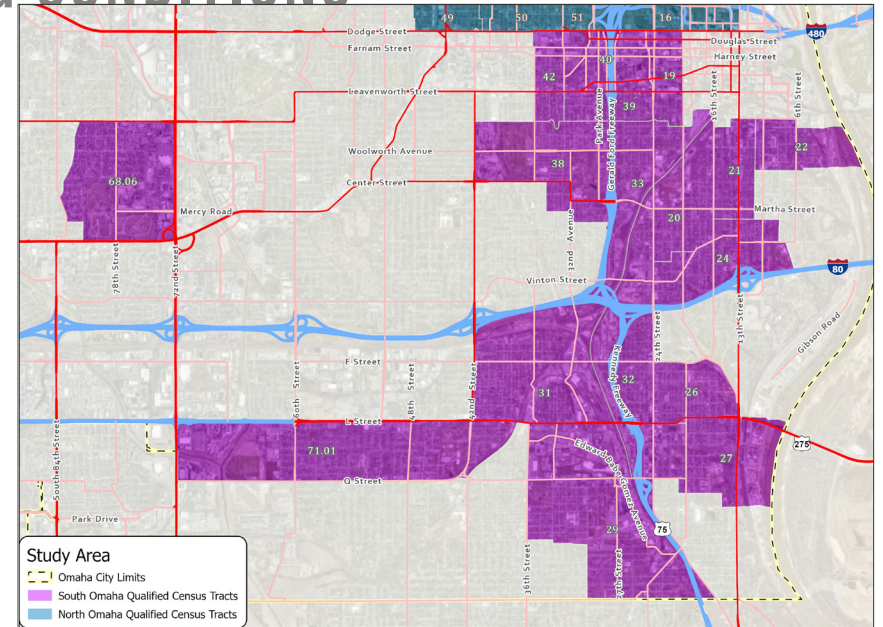 CONDITIONS
49
50
51
16
480
Dodge Street
Douglas Street
Farnam Street
40
Harney Street
42
19
6th Street
16th Street
Leavenworth Street
Park Avenue
39
Gerald Ford Freeway
Woolworth Avenue
22
38
21
68.06
Center Street
33
Mercy Road
20
Martha Street
32nd Avenue
78th Street
72nd Street
24
80
Vinton Street
24th Street
13th Street
Gibson Road
F Street
60th Street
48th Street
42nd Street
Kennedy Freeway
32
31
26
L Street
South 84th Street
71.01
Edward Babe Gomez Avenue
27
275
Q Street
Park Drive
29
75
36th Street
27th Street
Study Area
Omaha City Limits
South Omaha Qualified Census Tracts
North Omaha Qualified Census Tracts